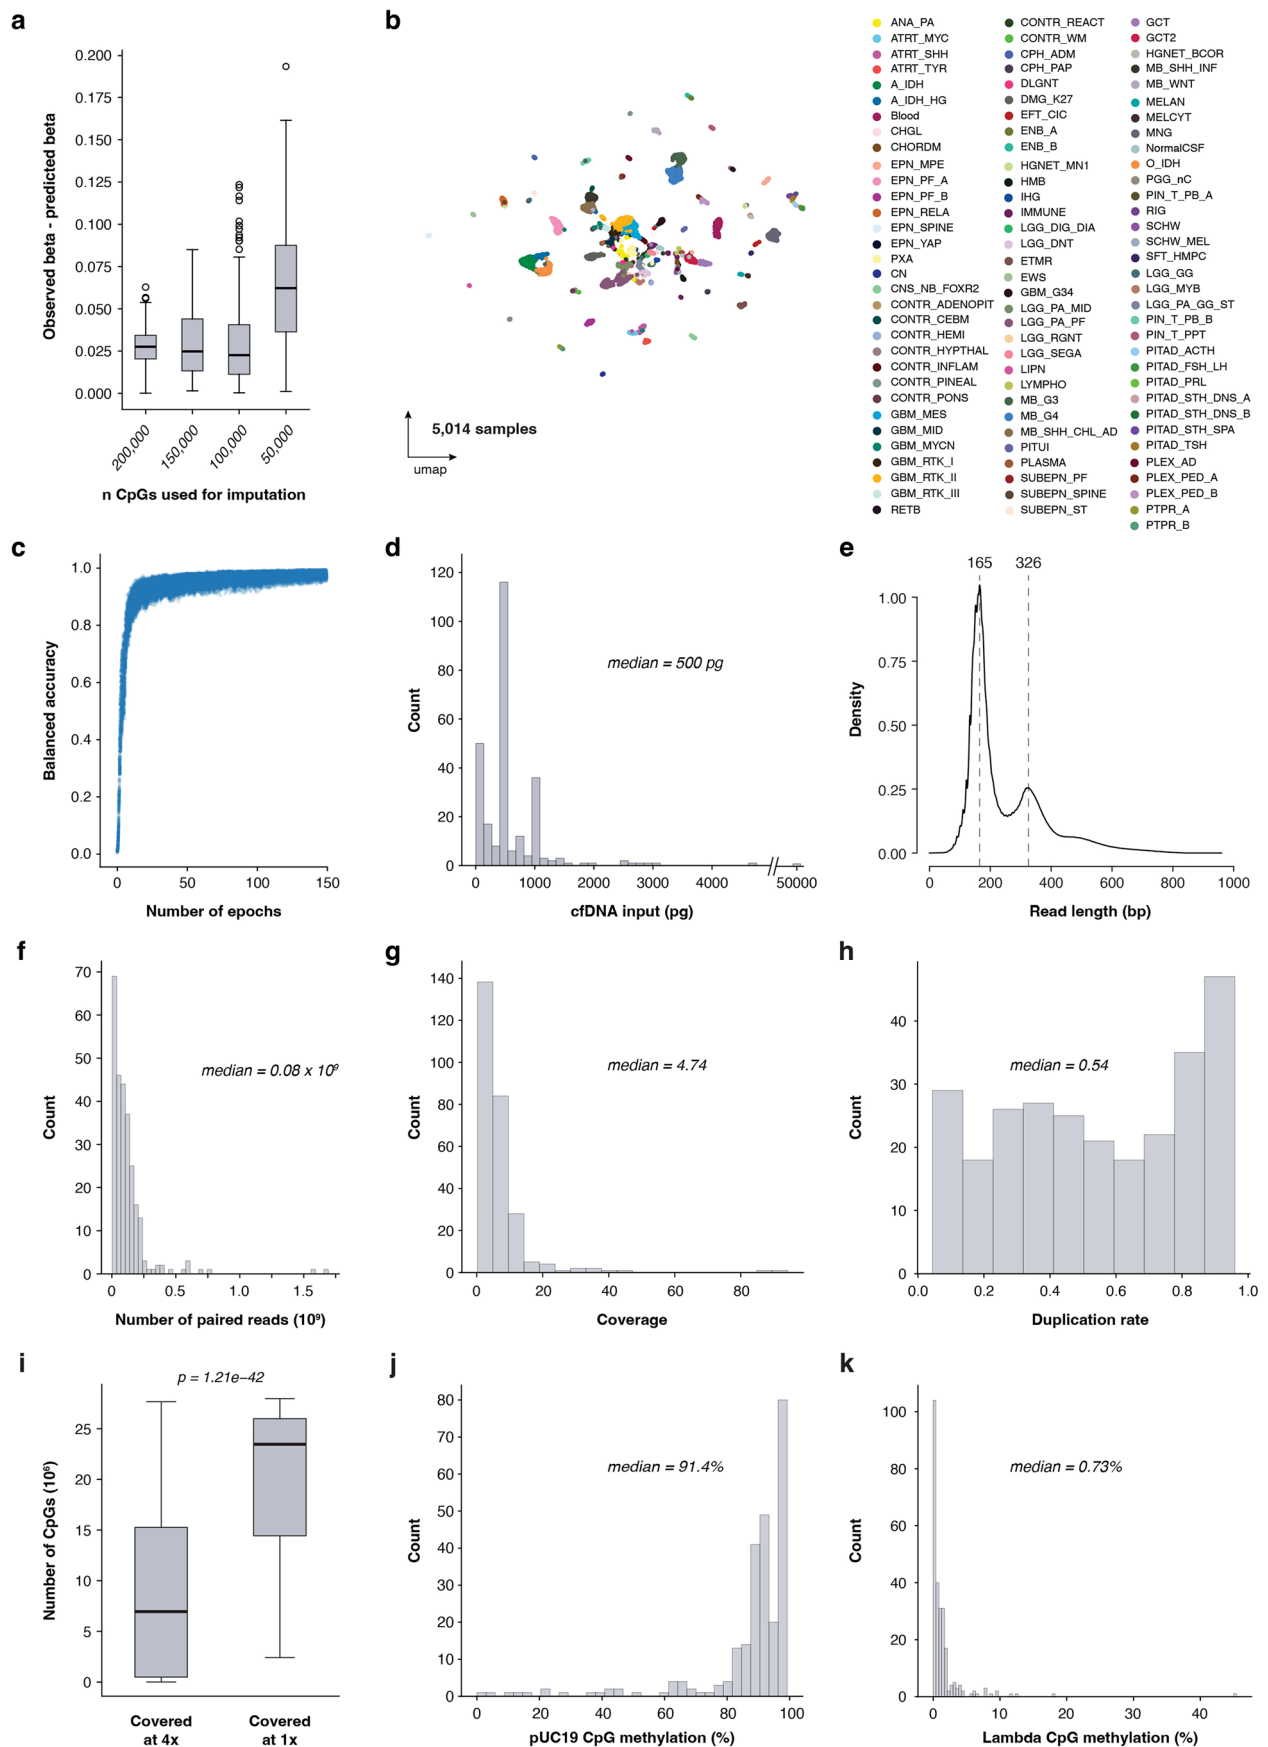 a
0.200
0.175
0.150
0.125
0.100
0.075
0.050
0.025
0.000
Observed beta - predicted beta
200,000
150,000
100,000
50,000
n CpGs used for imputation
b
5,014 samples
umap
ANA_PA
ATRT_MYC
ATRT_SHH
ATRT_TYR
A_IDH
A_IDH_HG
Blood
CHGL
CHORDM
EPN_MPE
EPN_PF_A
EPN_PF_B
EPN_RELA
EPN_SPINE
EPN_YAP
PXA
CN
CNS_NB_FOXR2
CONTR_ADENOPIT
CONTR_CEBM
CONTR_HEMI
CONTR_HYPTHAL
CONTR_INFLAM
CONTR_PINEAL
CONTR_PONS
GBM_MES
GBM_MID
GBM_MYCN
GBM_RTK_I
GBM_RTK_II
GBM_RTK_III
RETB
CONTR_REACT
CONTR_WM
CPH_ADM
CPH_PAP
DLGNT
DMG_K27
EFT_CIC
ENB_A
ENB_B
HGNET_MN1
HMB
IHG
IMMUNE
LGG_DIG_DIA
LGG_DNT
ETMR
EWS
GBM_G34
LGG_PA_MID
LGG_PA_PF
LGG_RGNT
LGG_SEGA
LIPN
LYMPHO
MB_G3
MB_G4
MB_SHH_CHL_AD
PITUI
PLASMA
SUBEPN_PF
SUBEPN_SPINE
SUBEPN_ST
GCT
GCT2
HGNET_BCOR
MB_SHH_INF
MB_WNT
MELAN
MELCYT
MNG
NormalCSF
O_IDH
PGG_nC
PIN_T_PB_A
RIG
SCHW
SCHW_MEL
SFT_HMPC
LGG_GG
LGG_MYB
LGG_PA_GG_ST
PIN_T_PB_B
PIN_T_PPT
PITAD_ACTH
PITAD_FSH_LH
PITAD_PRL
PITAD_STH_DNS_A
PITAD_STH_DNS_B
PITAD_STH_SPA
PITAD_TSH
PLEX_AD
PLEX_PED_A
PLEX_PED_B
PTPR_A
PTPR_B
c
1.0
0.8
0.6
0.4
0.2
0.0
Balanced accuracy
0 50 100 150
Number of epochs
d
120
100
80
60
40
20
0
Count
median = 500 pg
0 1000 2000 3000 4000 50000
cfDNA input (pg)
e
165 326
1.00
0.75
0.50
0.25
0.00
Density
0 200 400 600 800 1000
Read length (bp)
f
70
60
50
40
30
20
10
0
Count
median = 0.08 x 10⁹
0 0.5 1.0 1.5
Number of paired reads (10⁹)
g
140
120
100
80
60
40
20
0
Count
median = 4.74
0 20 40 60 80
Coverage
h
40
30
20
10
0
Count
median = 0.54
0.0 0.2 0.4 0.6 0.8 1.0
Duplication rate
i
p = 1.21e−42
25
20
15
10
5
0
Number of CpGs (10⁶)
Covered
at 4x
Covered
at 1x
j
80
70
60
50
40
30
20
10
0
Count
median = 91.4%
0 20 40 60 80 100
pUC19 CpG methylation (%)
k
100
80
60
40
20
0
Count
median = 0.73%
0 10 20 30 40
Lambda CpG methylation (%)